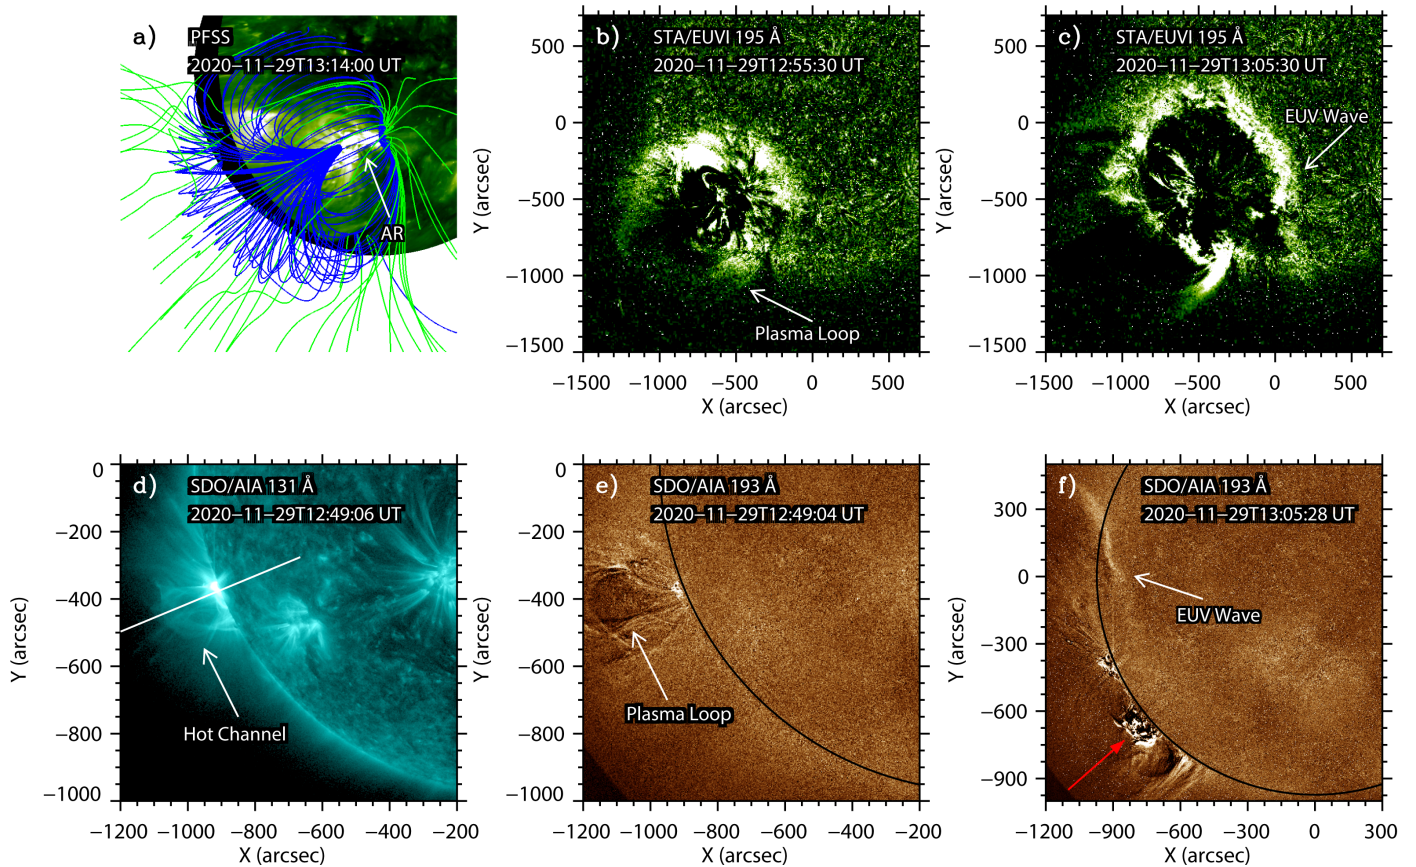 a)
PFSS
2020−11−29T13:14:00 UT
AR
b)
STA/EUVI 195 Å
2020−11−29T12:55:30 UT
Plasma Loop
500
0
−500
−1000
−1500
Y (arcsec)
−1500 −1000 −500 0 500
X (arcsec)
c)
STA/EUVI 195 Å
2020−11−29T13:05:30 UT
EUV Wave
500
0
−500
−1000
−1500
Y (arcsec)
−1500 −1000 −500 0 500
X (arcsec)
d)
SDO/AIA 131 Å
2020−11−29T12:49:06 UT
Hot Channel
0
−200
−400
−600
−800
−1000
Y (arcsec)
−1200 −1000 −800 −600 −400 −200
X (arcsec)
e)
SDO/AIA 193 Å
2020−11−29T12:49:04 UT
Plasma Loop
0
−200
−400
−600
−800
−1000
Y (arcsec)
−1200 −1000 −800 −600 −400 −200
X (arcsec)
f)
SDO/AIA 193 Å
2020−11−29T13:05:28 UT
EUV Wave
300
0
−300
−600
−900
Y (arcsec)
−1200 −900 −600 −300 0 300
X (arcsec)